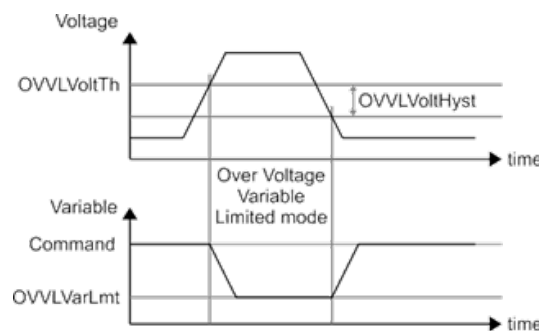 Voltage
OVVLVoltTh
OVVLVoltHyst
time
Over Voltage
Variable
Limited mode
Variable
Command
OVVLVarLmt
time